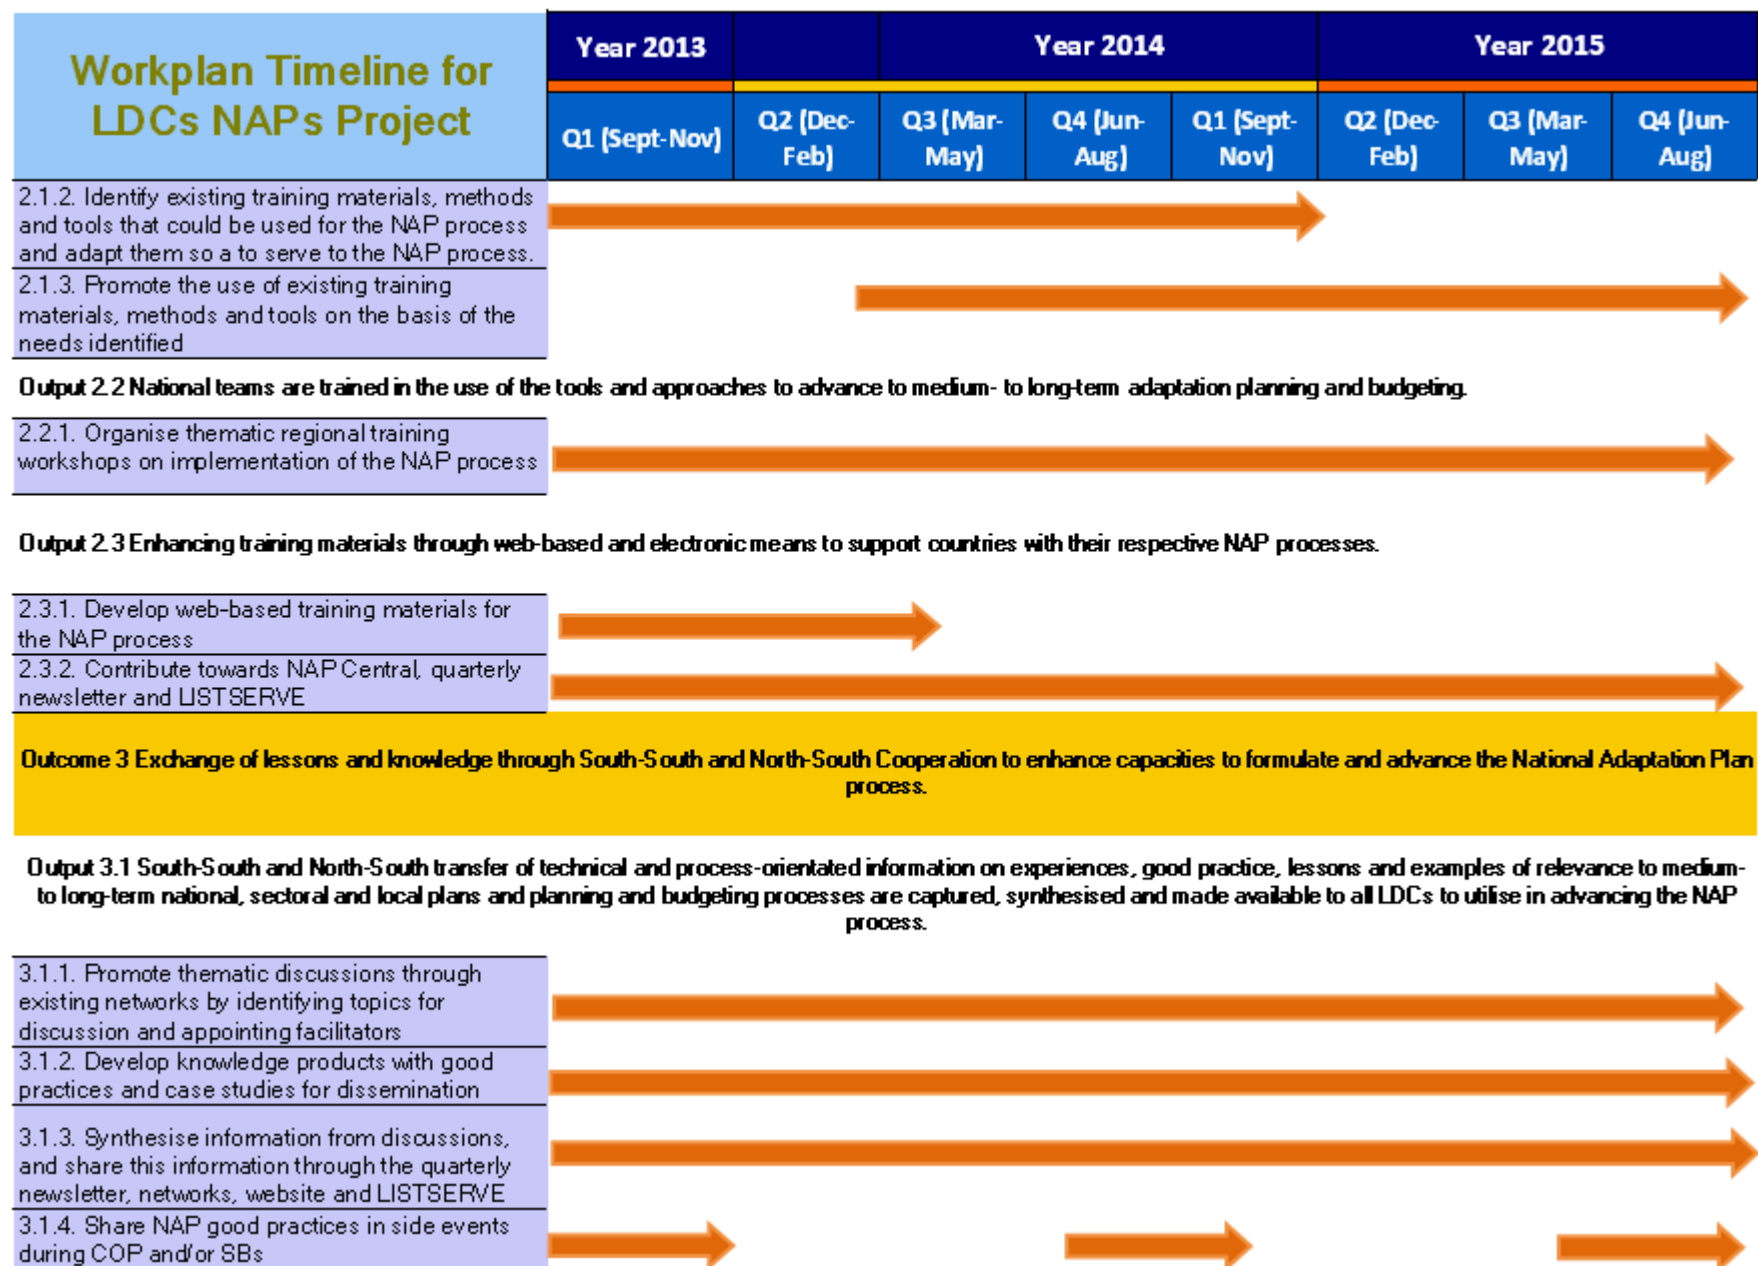 Workplan Timeline for
LDCs NAPs Project
Year 2013
Year 2014
Year 2015
Q1 (Sept-Nov)
Q2 (Dec-
Feb)
Q3 (Mar-
May)
Q4 (Jun-
Aug)
Q1 (Sept-
Nov)
Q2 (Dec-
Feb)
Q3 (Mar-
May)
Q4 (Jun-
Aug)
2.1.2. Identify existing training materials, methods
and tools that could be used for the NAP process
and adapt them so a to serve to the NAP process.
2.1.3. Promote the use of existing training
materials, methods and tools on the basis of the
needs identified
Output 2.2 National teams are trained in the use of the tools and approaches to advance to medium- to long-term adaptation planning and budgeting.
2.2.1. Organise thematic regional training
workshops on implementation of the NAP process
Output 2.3 Enhancing training materials through web-based and electronic means to support countries with their respective NAP processes.
2.3.1. Develop web-based training materials for
the NAP process
2.3.2. Contribute towards NAP Central, quarterly
newsletter and LISTSERVE
Outcome 3 Exchange of lessons and knowledge through South-South and North-South Cooperation to enhance capacities to formulate and advance the National Adaptation Plan
process.
Output 3.1 South-South and North-South transfer of technical and process-orientated information on experiences, good practice, lessons and examples of relevance to medium-
to long-term national, sectoral and local plans and planning and budgeting processes are captured, synthesised and made available to all LDCs to utilise in advancing the NAP
process.
3.1.1. Promote thematic discussions through
existing networks by identifying topics for
discussion and appointing facilitators
3.1.2. Develop knowledge products with good
practices and case studies for dissemination
3.1.3. Synthesise information from discussions,
and share this information through the quarterly
newsletter, networks, website and LISTSERVE
3.1.4. Share NAP good practices in side events
during COP and/or SBs